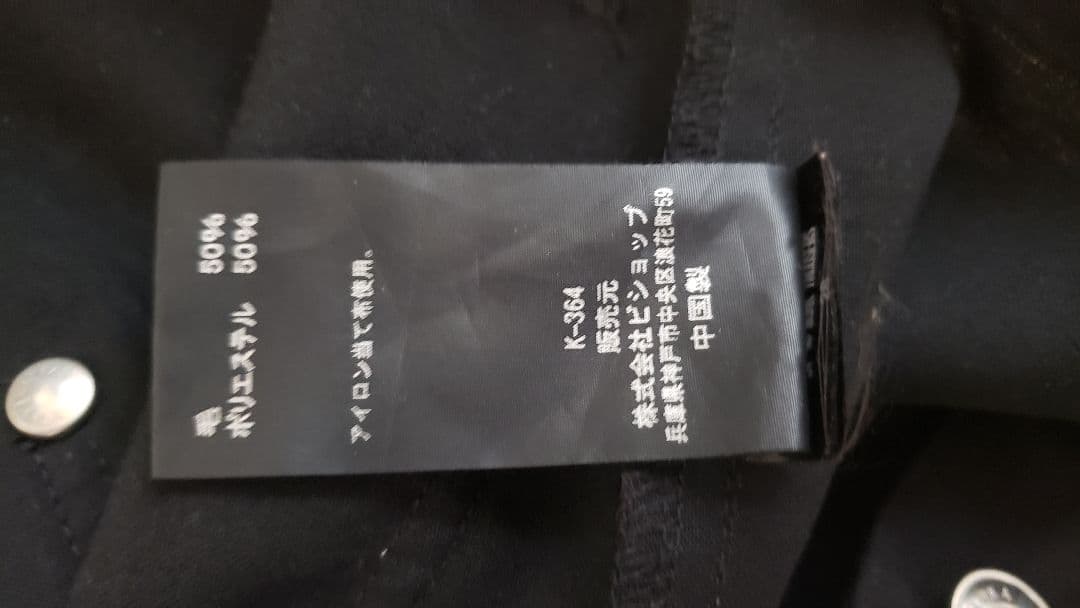 毛 50%
ポリエステル 50%
アイロン当て布使用。
K-364
販売元
株式会社ビショップ
兵庫県神戸市中央区浪花町59
中国製